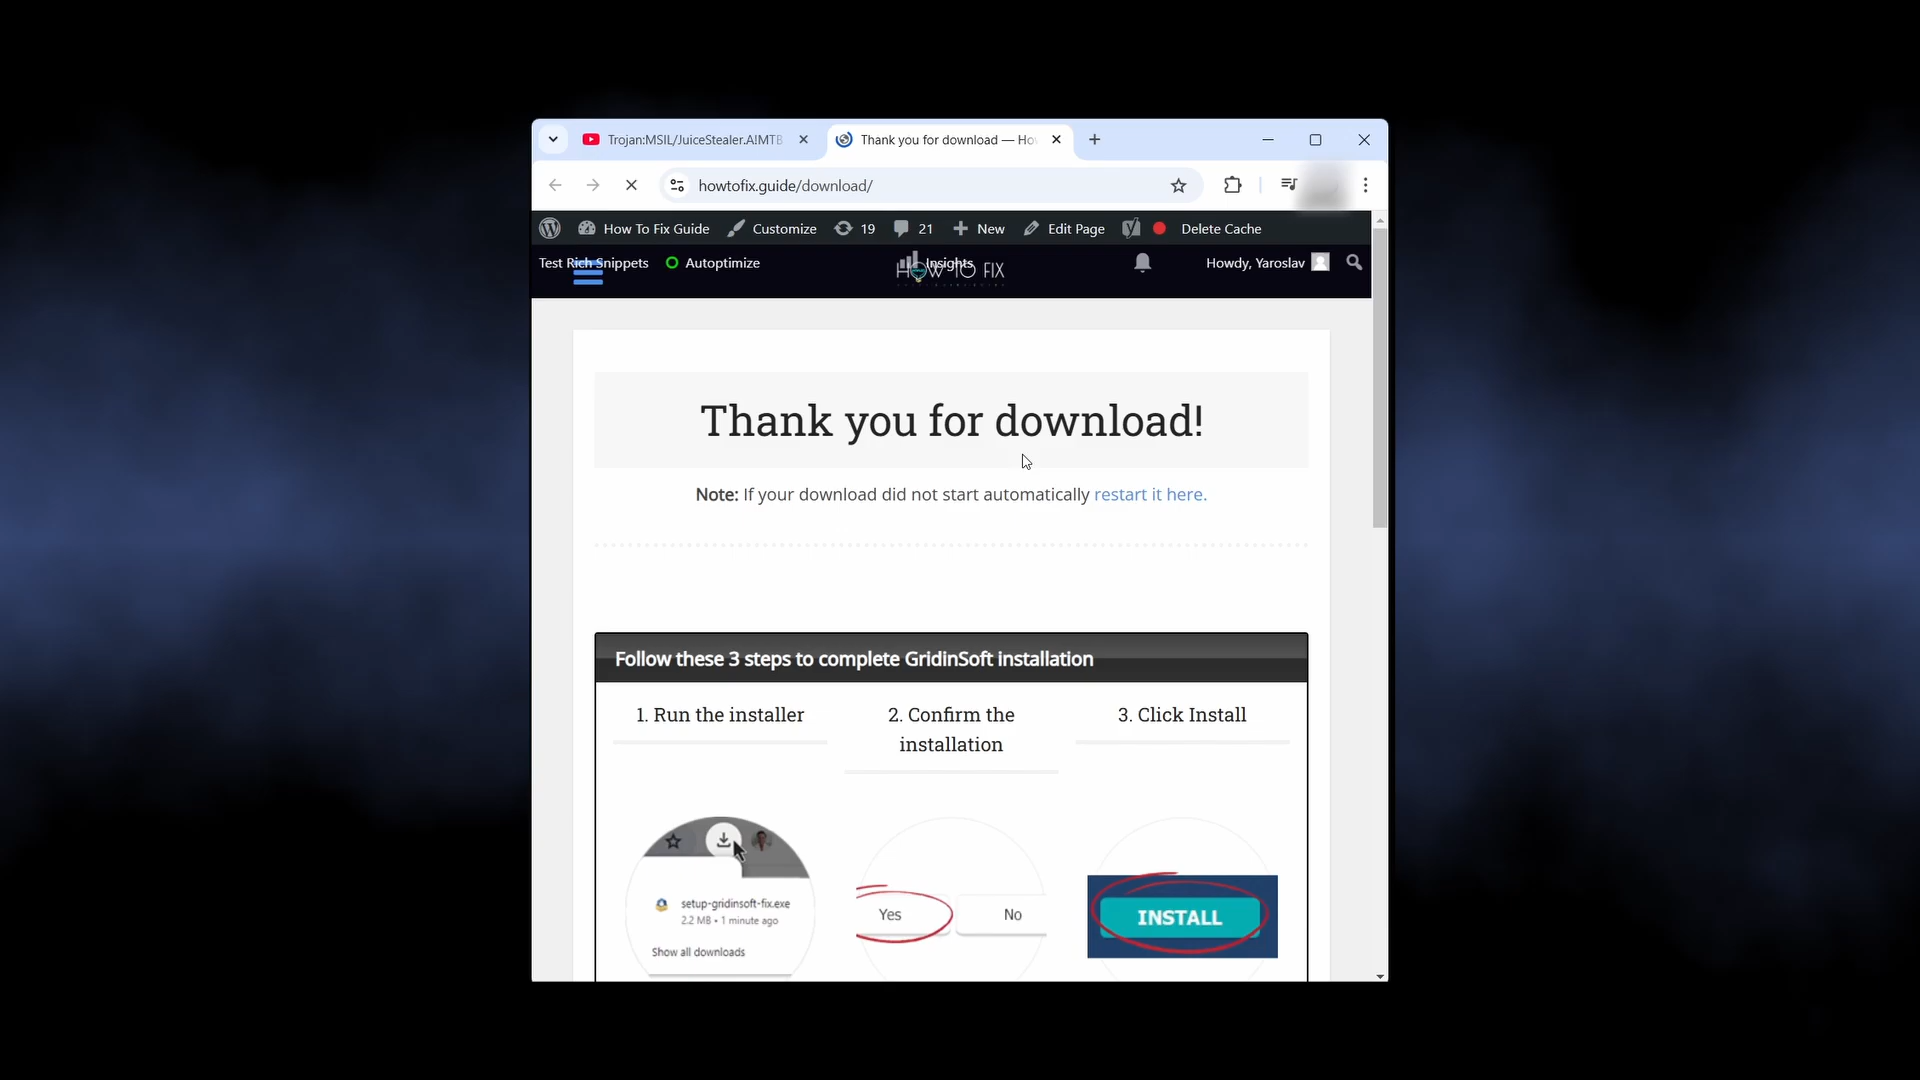 Trojan:MSIL/JuiceStealer.AIMTB
Thank you for download — Ho
howtofix.guide/download/
How To Fix Guide Customize 19 21 New Edit Page Delete Cache
Test Rich Snippets Autoptimize Insights Howdy, Yaroslav
HOW TO FIX
Thank you for download!
Note: If your download did not start automatically restart it here.
Follow these 3 steps to complete GridinSoft installation
1. Run the installer
2. Confirm the
installation
3. Click Install
setup-gridinsoft-fix.exe
2.2 MB • 1 minute ago
Show all downloads
Yes No
INSTALL